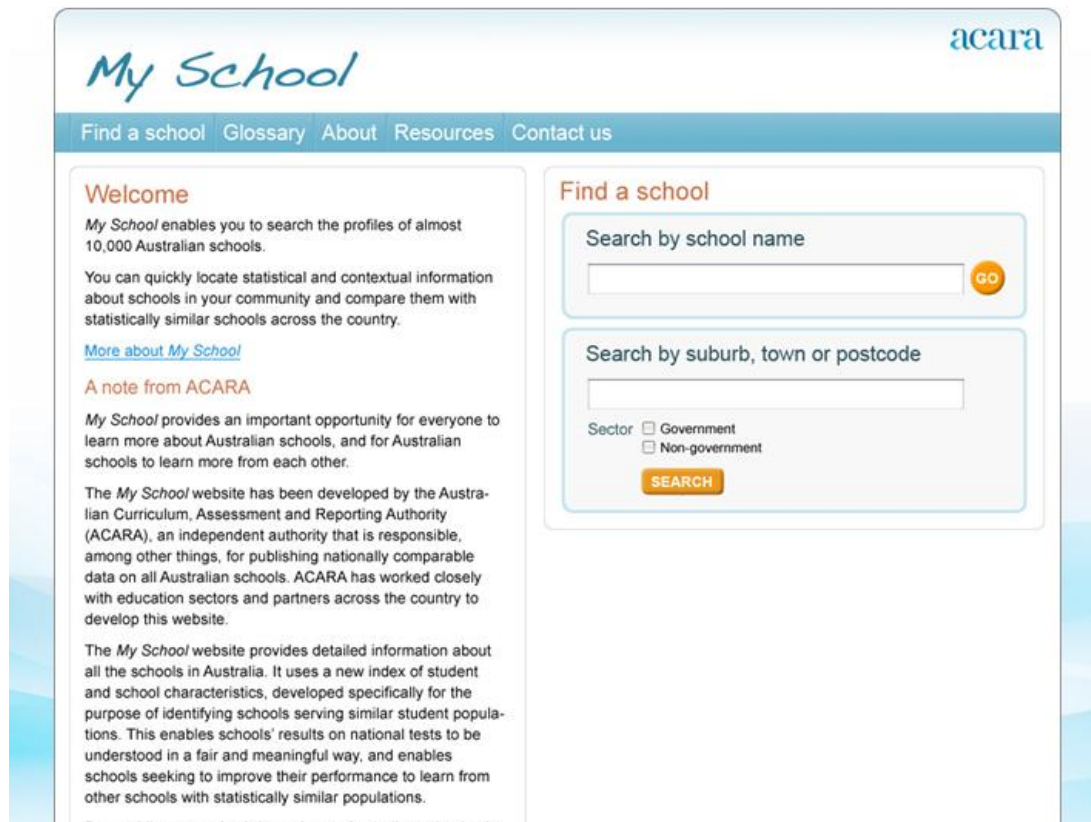 acara
My School
Find a school Glossary About Resources Contact us
Welcome
My School enables you to search the profiles of almost
10,000 Australian schools.
You can quickly locate statistical and contextual information
about schools in your community and compare them with
statistically similar schools across the country.
More about My School
A note from ACARA
My School provides an important opportunity for everyone to
learn more about Australian schools, and for Australian
schools to learn more from each other.
The My School website has been developed by the Austra-
lian Curriculum, Assessment and Reporting Authority
(ACARA), an independent authority that is responsible,
among other things, for publishing nationally comparable
data on all Australian schools. ACARA has worked closely
with education sectors and partners across the country to
develop this website.
The My School website provides detailed information about
all the schools in Australia. It uses a new index of student
and school characteristics, developed specifically for the
purpose of identifying schools serving similar student popula-
tions. This enables schools' results on national tests to be
understood in a fair and meaningful way, and enables
schools seeking to improve their performance to learn from
other schools with statistically similar populations.
Find a school
Search by school name
GO
Search by suburb, town or postcode
Sector Government
Non-government
SEARCH